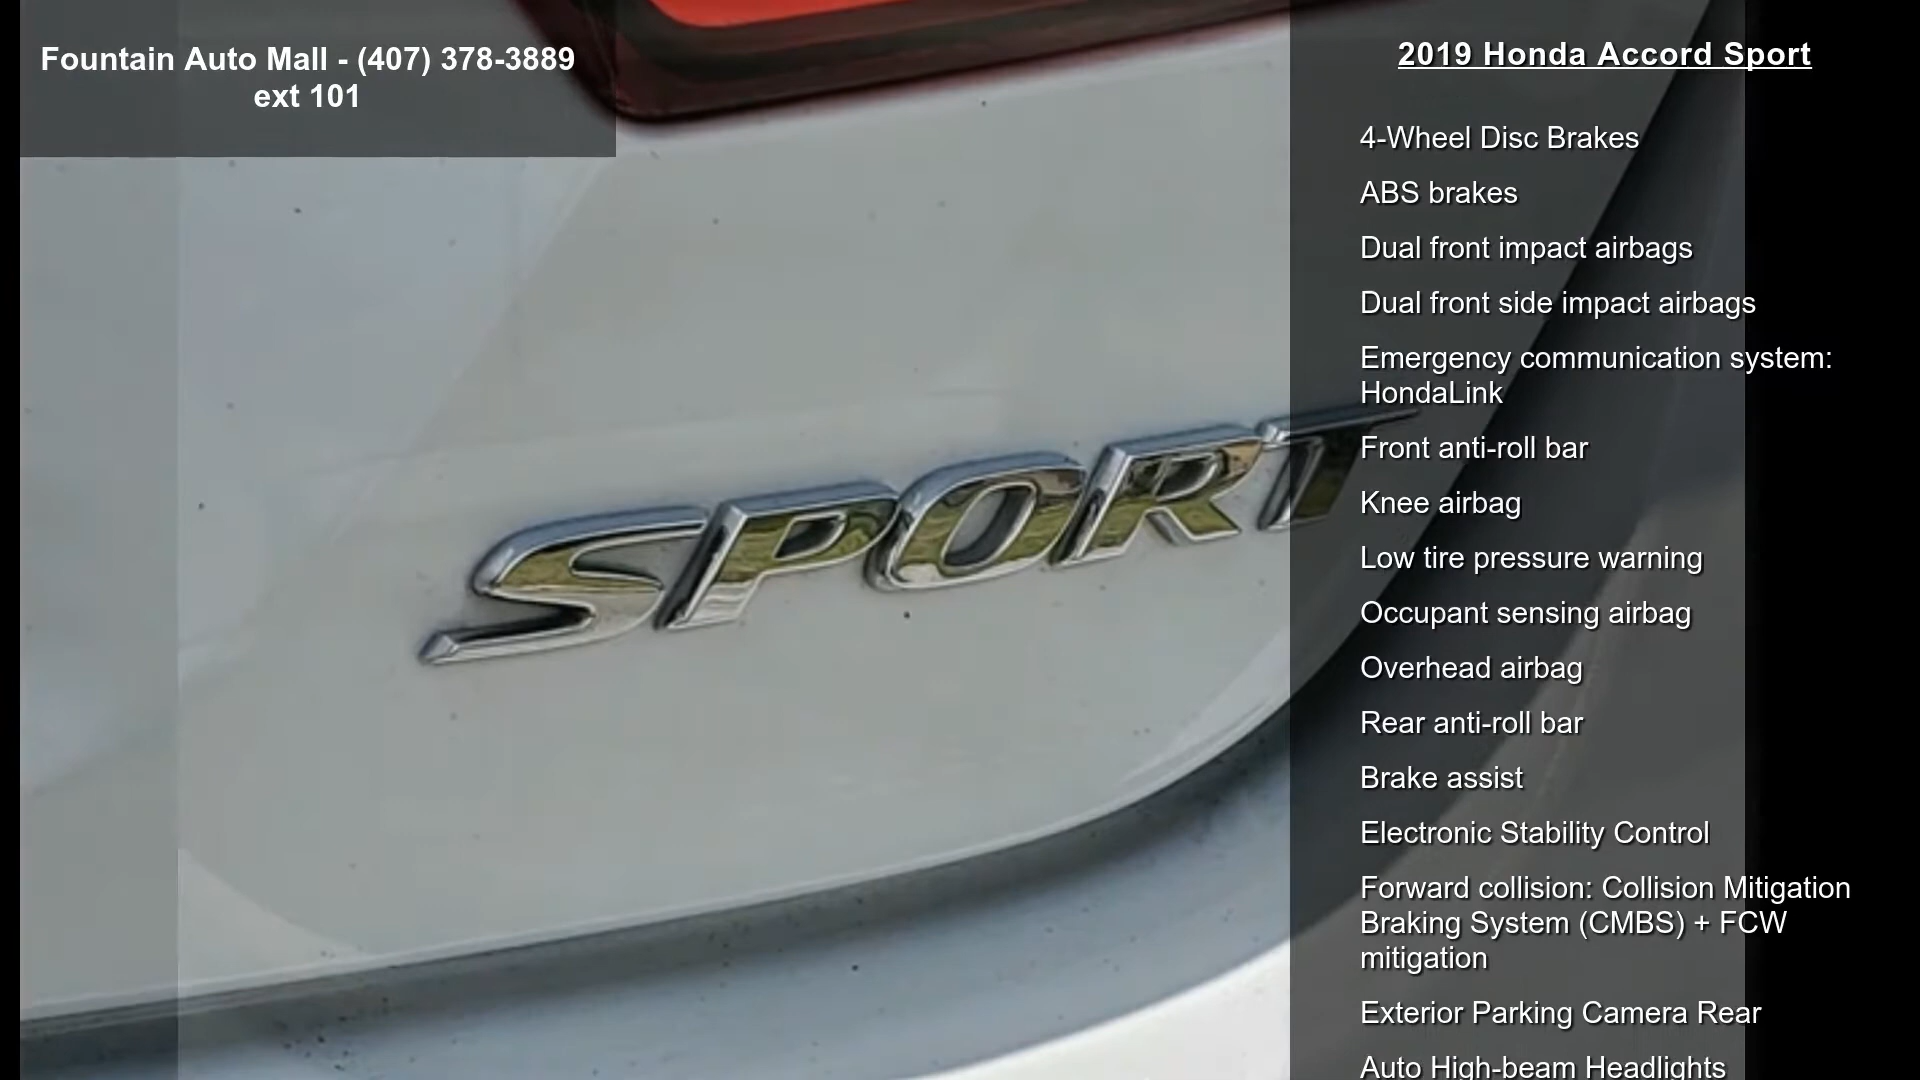 Fountain Auto Mall - (407) 378-3889
ext 101
2019 Honda Accord Sport
4-Wheel Disc Brakes
ABS brakes
Dual front impact airbags
Dual front side impact airbags
Emergency communication system:
HondaLink
Front anti-roll bar
Knee airbag
Low tire pressure warning
Occupant sensing airbag
Overhead airbag
Rear anti-roll bar
Brake assist
Electronic Stability Control
Forward collision: Collision Mitigation
Braking System (CMBS) + FCW
mitigation
Exterior Parking Camera Rear
Auto High-beam Headlights
SPORT